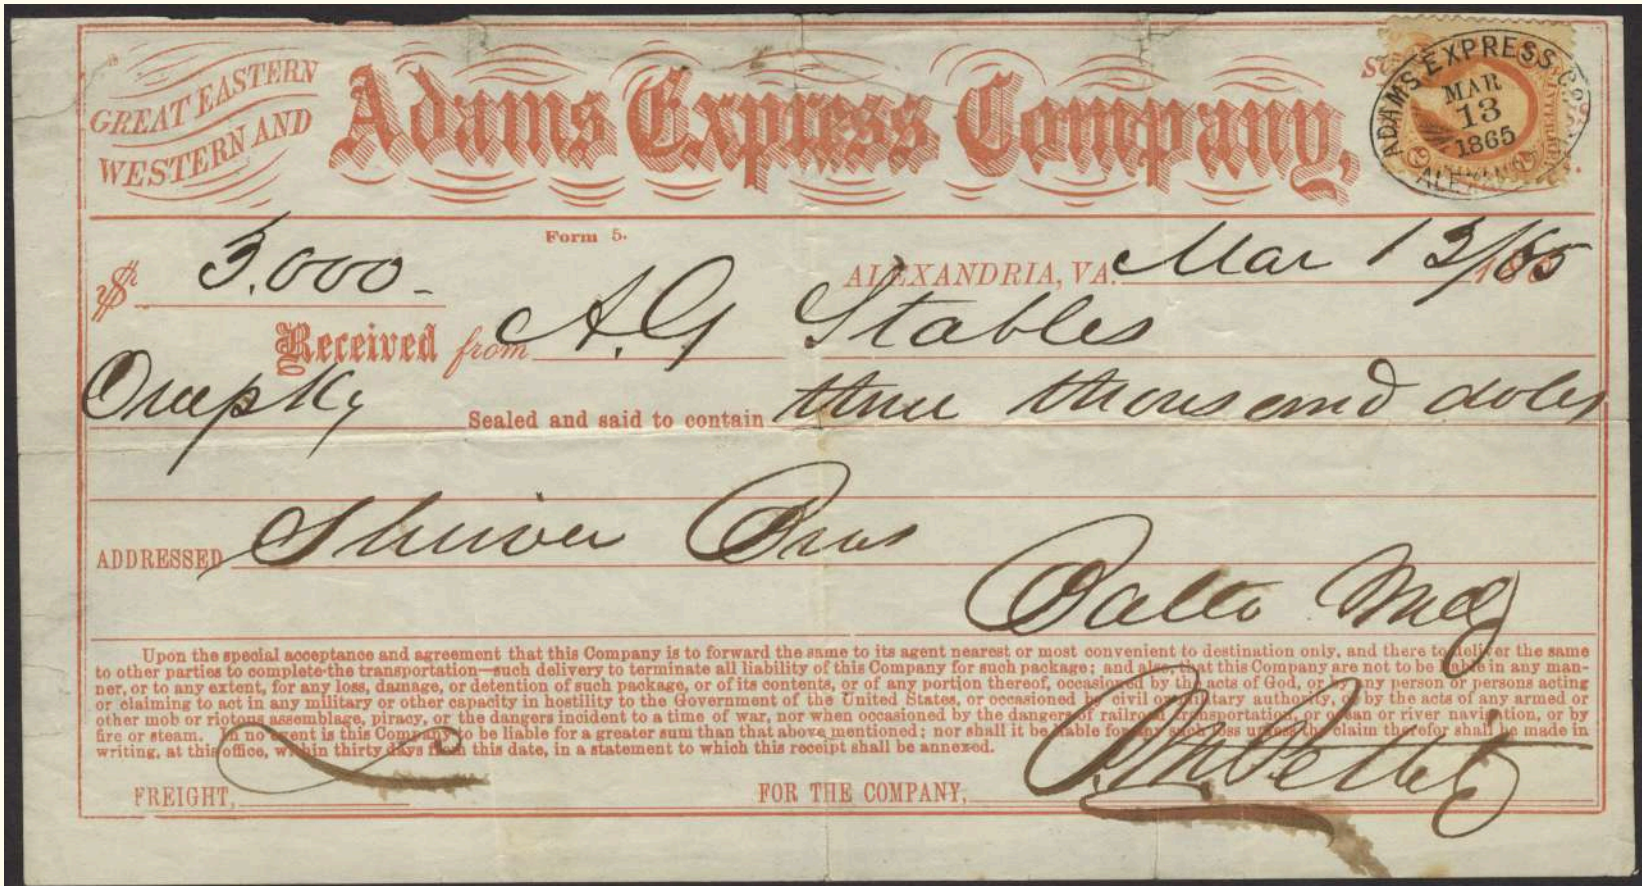 GREAT EASTERN
WESTERN AND
Adams Express Company,
ADAMS EXPRESS CO.
MAR
13
1865
Form 5.
$ 3.000-
ALEXANDRIA, VA. Mar 13/65
Received from A.G Stables
One pkg Sealed and said to contain three thousand dolls
ADDRESSED Shriver Bros
Balto Md
Upon the special acceptance and agreement that this Company is to forward the same to its agent nearest or most convenient to destination only, and there to deliver the same
to other parties to complete the transportation—such delivery to terminate all liability of this Company for such package; and also, that this Company are not to be liable in any man-
ner, or to any extent, for any loss, damage, or detention of such package, or of its contents, or of any portion thereof, occasioned by the acts of God, or by any person or persons acting
or claiming to act in any military or other capacity in hostility to the Government of the United States, or occasioned by civil or military authority, or by the acts of any armed or
other mob or riotous assemblage, piracy, or the dangers incident to a time of war, nor when occasioned by the dangers of railroad transportation, or ocean or river navigation, or by
fire or steam. In no event is this Company to be liable for a greater sum than that above mentioned; nor shall it be liable for any such loss unless the claim therefor shall be made in
writing, at this office, within thirty days from this date, in a statement to which this receipt shall be annexed.
FREIGHT,
FOR THE COMPANY,